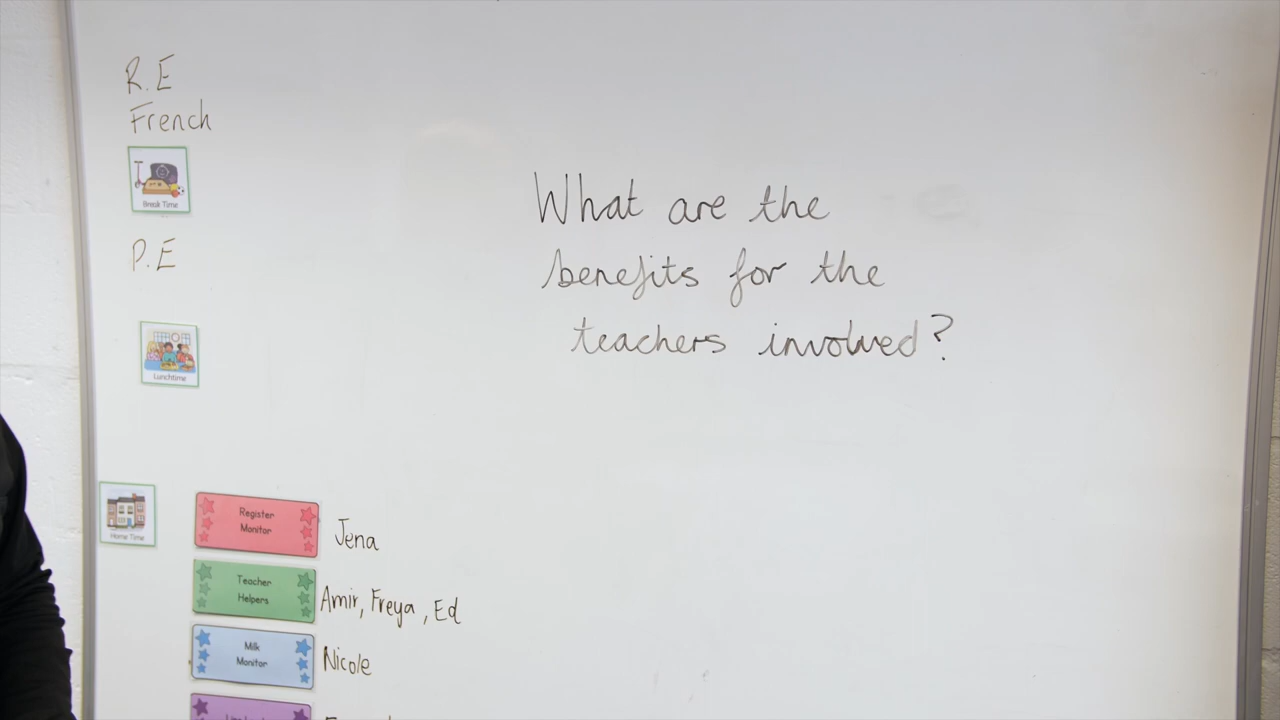 R.E
French
Break Time
P.E
Lunchtime
Home Time
What are the
benefits for the
teachers involved?
Register
Monitor
Jena
Teacher
Helpers
Amir, Freya, Ed
Milk
Monitor
Nicole